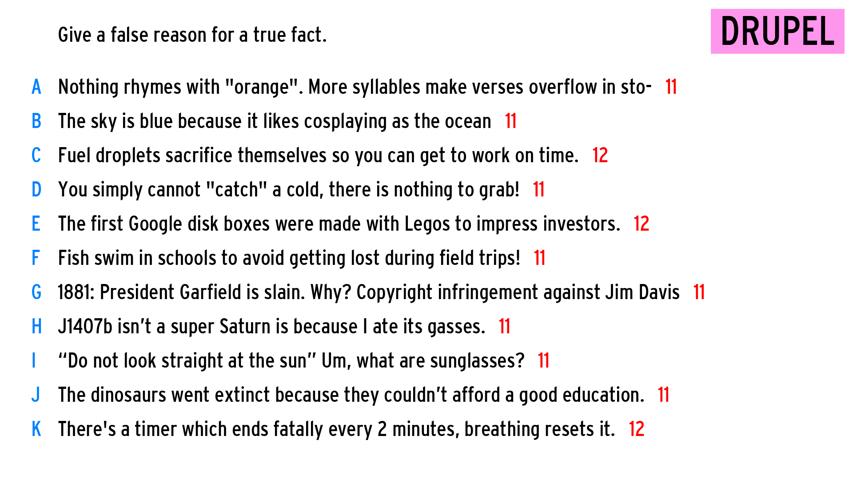 Give a false reason for a true fact.
DRUPEL
A Nothing rhymes with "orange". More syllables make verses overflow in sto- 11
B The sky is blue because it likes cosplaying as the ocean 11
C Fuel droplets sacrifice themselves so you can get to work on time. 12
D You simply cannot "catch" a cold, there is nothing to grab! 11
E The first Google disk boxes were made with Legos to impress investors. 12
F Fish swim in schools to avoid getting lost during field trips! 11
G 1881: President Garfield is slain. Why? Copyright infringement against Jim Davis 11
H J1407b isn’t a super Saturn is because I ate its gasses. 11
I “Do not look straight at the sun” Um, what are sunglasses? 11
J The dinosaurs went extinct because they couldn’t afford a good education. 11
K There's a timer which ends fatally every 2 minutes, breathing resets it. 12